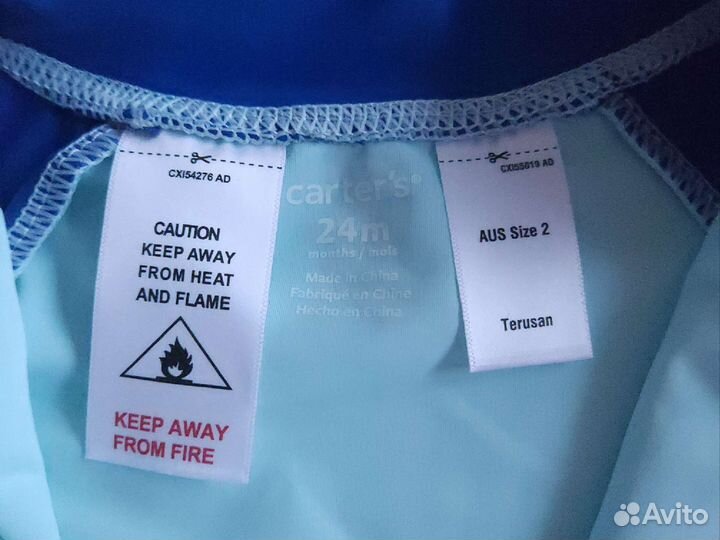 CXI54276 AD
CAUTION
KEEP AWAY
FROM HEAT
AND FLAME
KEEP AWAY
FROM FIRE
carter's®
24m
months / mois
Made in China
Fabriqué en Chine
Hecho en China
CXI55019 AD
AUS Size 2
Terusan
Avito